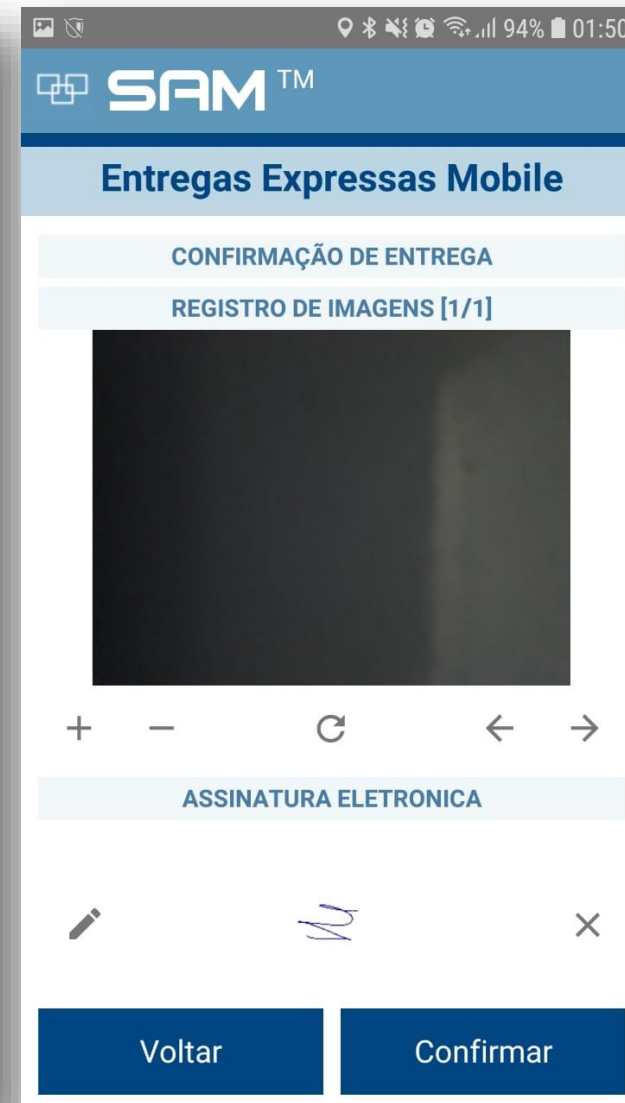 94% 01:50
SAM™
Entregas Expressas Mobile
CONFIRMAÇÃO DE ENTREGA
REGISTRO DE IMAGENS [1/1]
ASSINATURA ELETRONICA
Voltar Confirmar